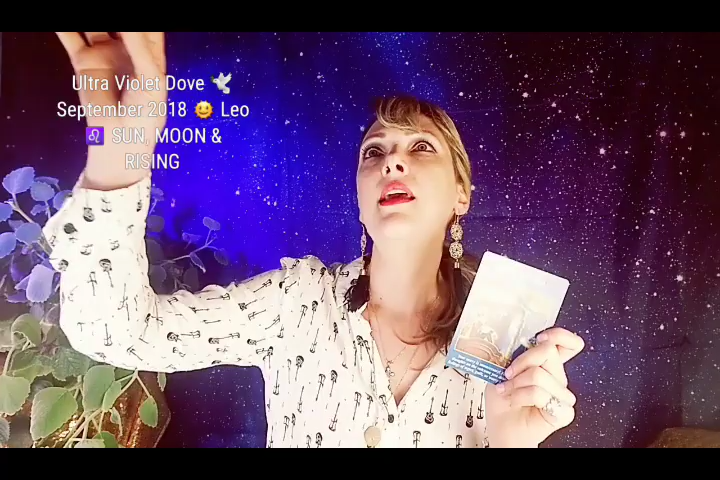 Ultra Violet Dove 🕊️
September 2018 🌞 Leo
♌ SUN, MOON &
RISING